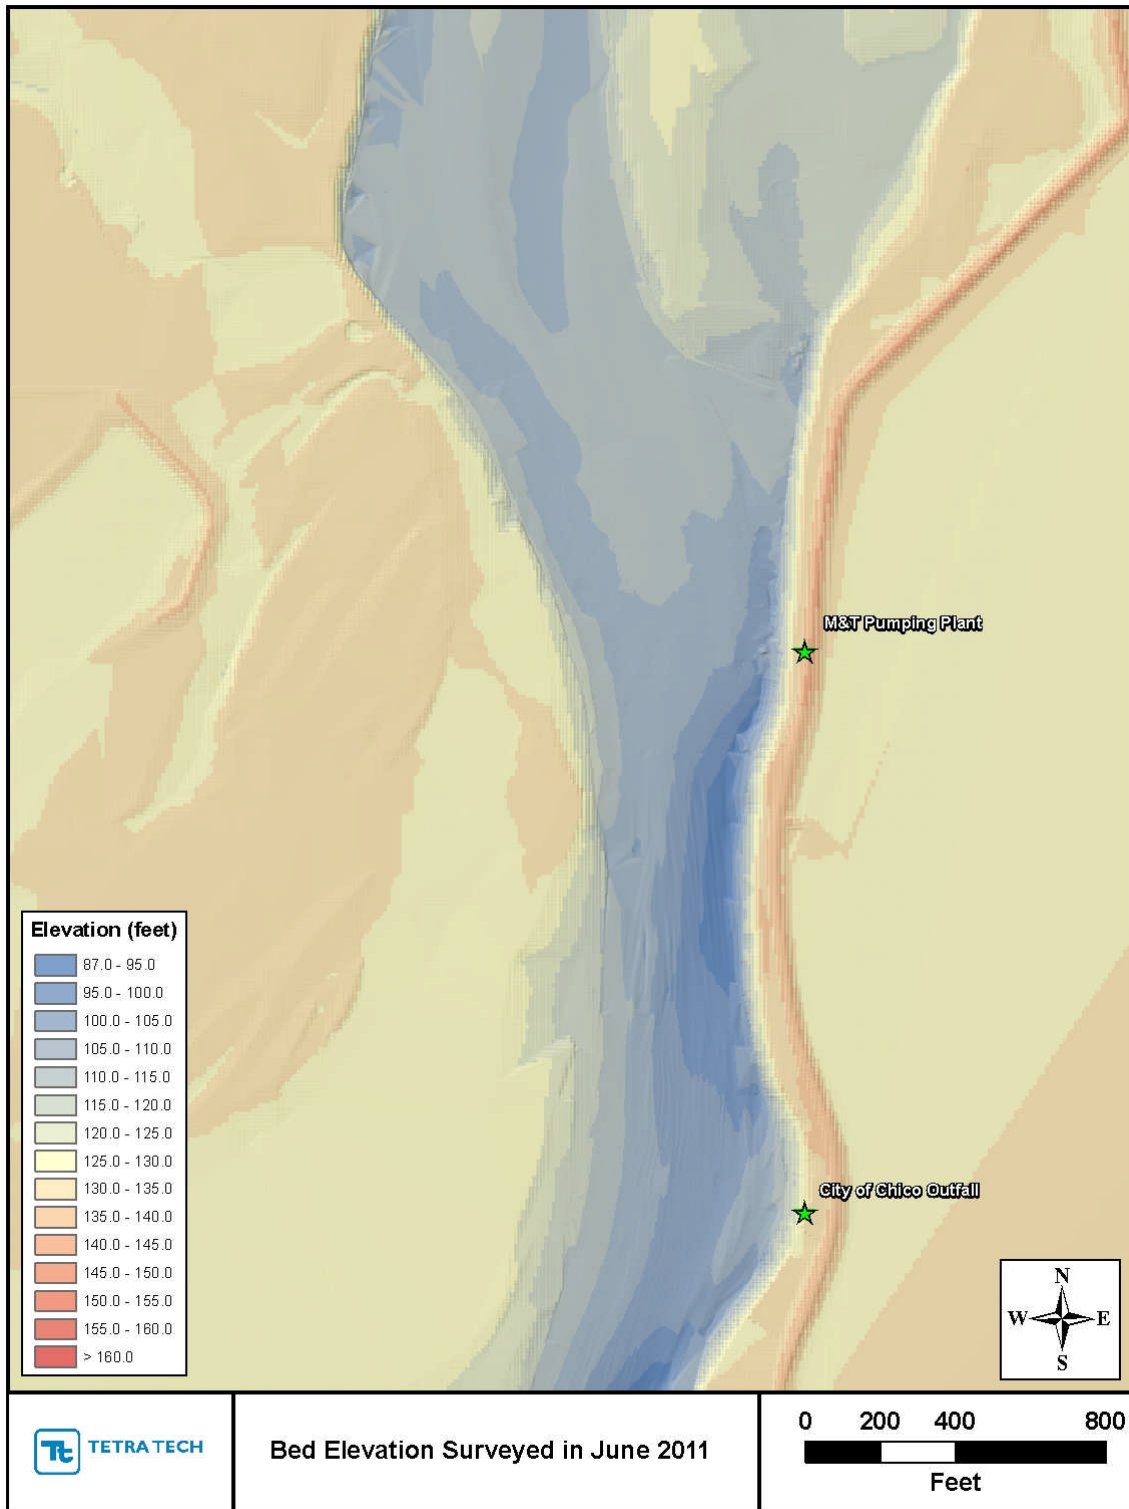 M&T Pumping Plant
Elevation (feet)
87.0 - 95.0
95.0 - 100.0
100.0 - 105.0
105.0 - 110.0
110.0 - 115.0
115.0 - 120.0
120.0 - 125.0
125.0 - 130.0
130.0 - 135.0
135.0 - 140.0
140.0 - 145.0
145.0 - 150.0
150.0 - 155.0
155.0 - 160.0
> 160.0
City of Chico Outfall
N
W E
S
Tt TETRA TECH
Bed Elevation Surveyed in June 2011
0 200 400 800
Feet